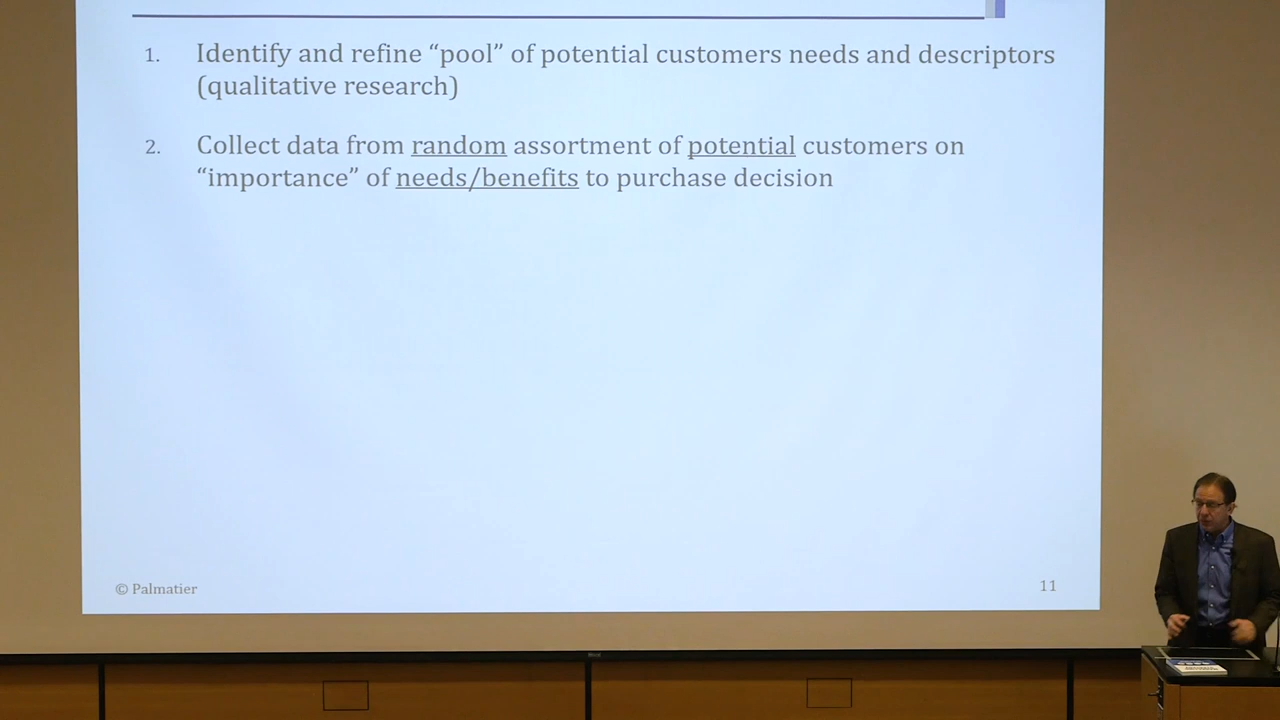 1. Identify and refine “pool” of potential customers needs and descriptors
(qualitative research)
2. Collect data from random assortment of potential customers on
“importance” of needs/benefits to purchase decision
© Palmatier
11